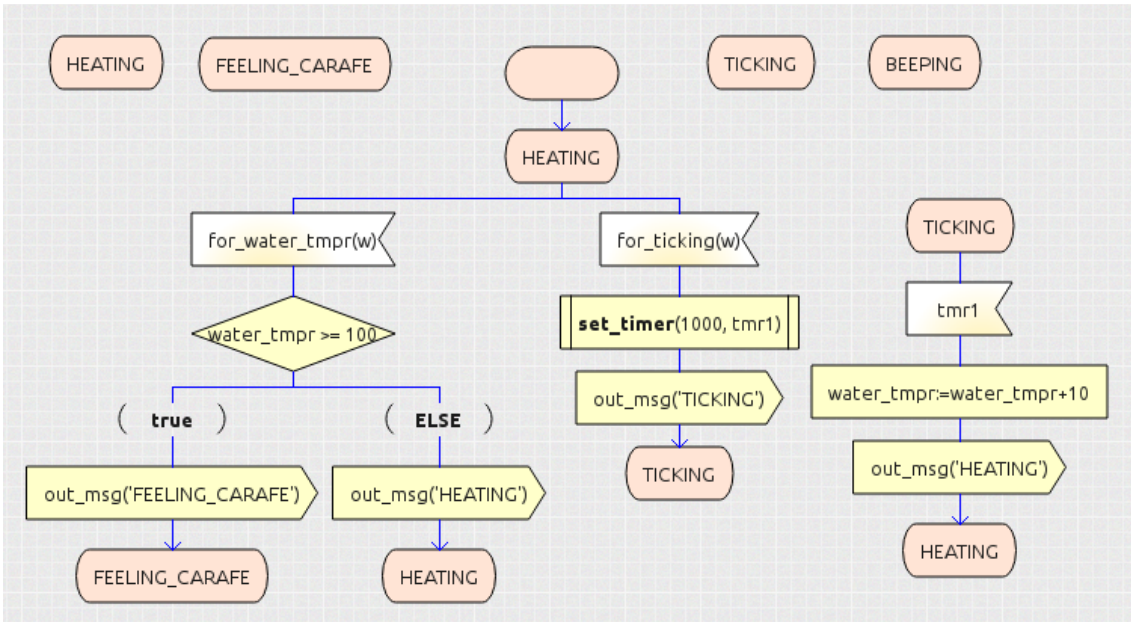 HEATING
FEELING_CARAFE
TICKING
BEEPING
HEATING
for_water_tmpr(w)
for_ticking(w)
TICKING
water_tmpr >= 100
set_timer(1000, tmr1)
tmr1
( true )
( ELSE )
out_msg('TICKING')
water_tmpr:=water_tmpr+10
out_msg('FEELING_CARAFE')
out_msg('HEATING')
TICKING
out_msg('HEATING')
FEELING_CARAFE
HEATING
HEATING